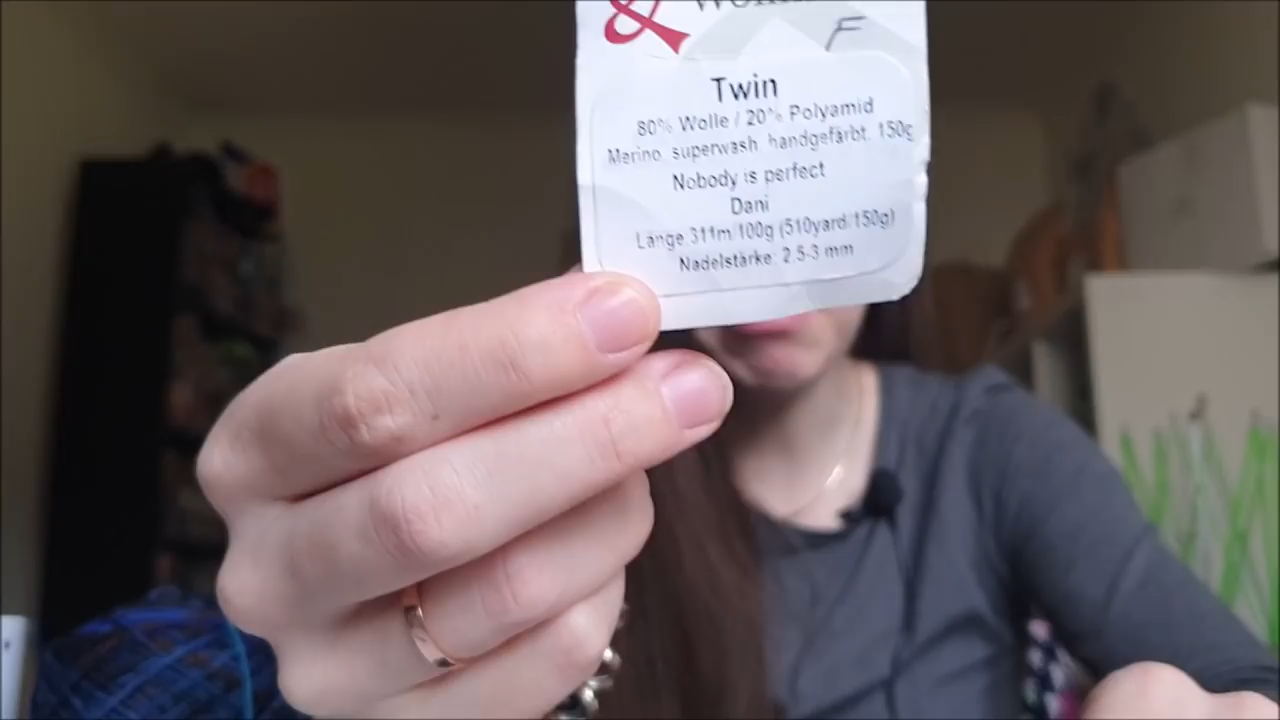 &
F
Twin
80% Wolle / 20% Polyamid
Merino, superwash, handgefärbt, 150g
Nobody is perfect
Dani
Länge 311m/100g (510yard/150g)
Nadelstärke: 2,5-3 mm